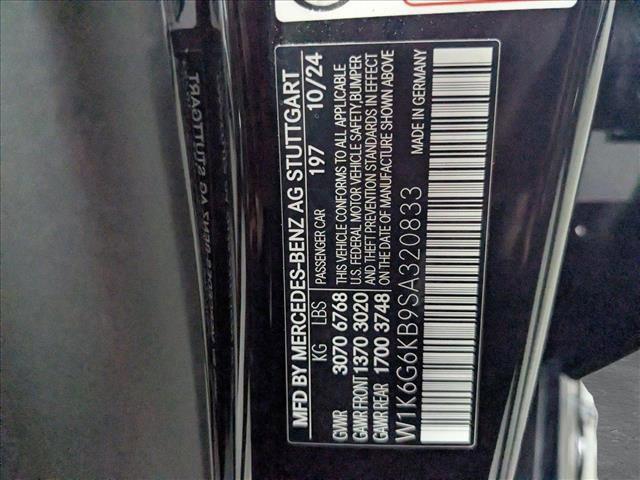 MFD BY MERCEDES-BENZ AG STUTTGART
KG LBS PASSENGER CAR 197 10/24
GVWR 3070 6768 THIS VEHICLE CONFORMS TO ALL APPLICABLE
GAWR FRONT 1370 3020 U.S. FEDERAL MOTOR VEHICLE SAFETY, BUMPER
GAWR REAR 1700 3748 AND THEFT PREVENTION STANDARDS IN EFFECT
ON THE DATE OF MANUFACTURE SHOWN ABOVE
W1K6G6KB9SA320833 MADE IN GERMANY